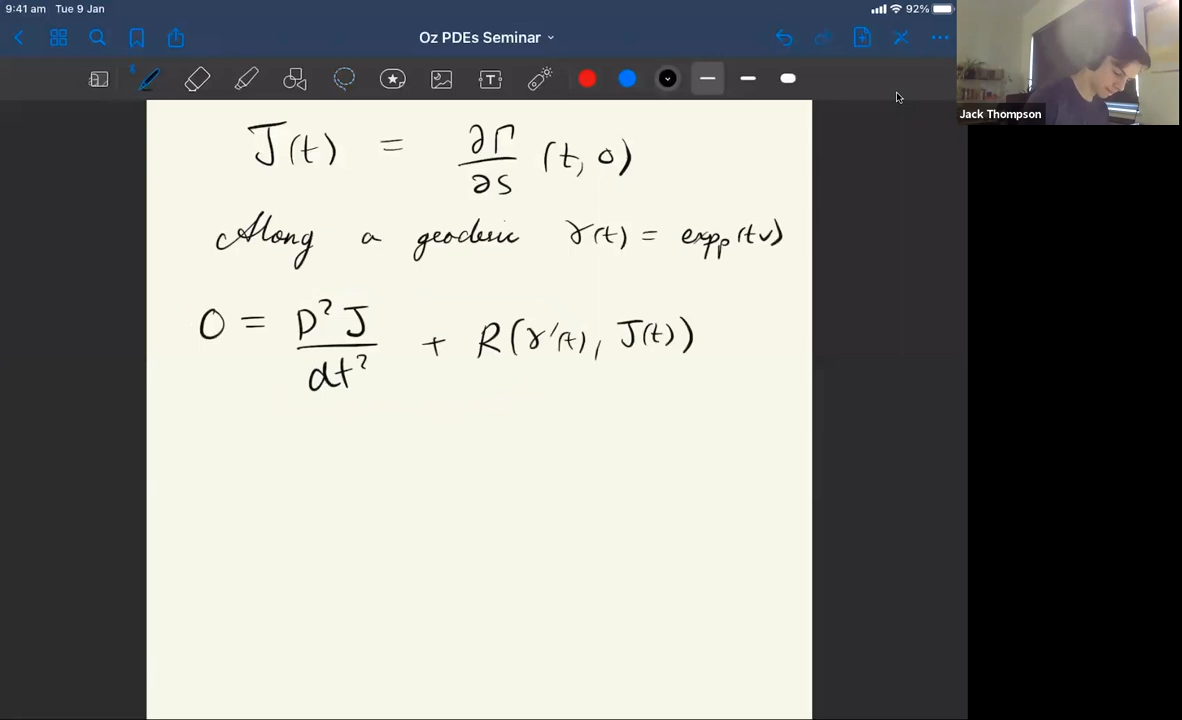 9:41 am Tue 9 Jan
92%
Oz PDEs Seminar
Jack Thompson
J(t) = ∂Γ/∂s (t, 0)
Along a geodesic γ(t) = exp_p(tv)
0 = D²J/dt² + R(γ'(t), J(t))